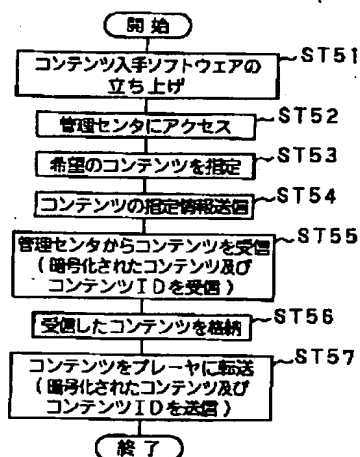 開始
コンテンツ入手ソフトウェアの
立ち上げ
ST51
管理センタにアクセス
ST52
希望のコンテンツを指定
ST53
コンテンツの指定情報送信
ST54
管理センタからコンテンツを受信
(暗号化されたコンテンツ及び
コンテンツIDを受信)
ST55
受信したコンテンツを格納
ST56
コンテンツをプレーヤに転送
(暗号化されたコンテンツ及び
コンテンツIDを送信)
ST57
終了